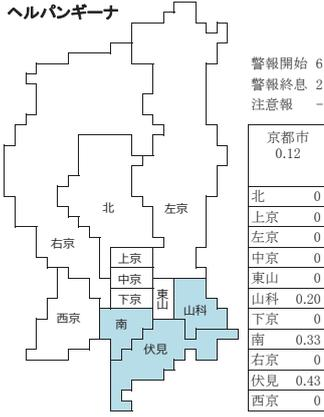 ヘルパンギーナ
警報開始 6
警報終息 2
注意報 -
京都市
0.12
北 0
上京 0
左京 0
中京 0
東山 0
山科 0.20
下京 0
南 0.33
右京 0
伏見 0.43
西京 0
北
左京
右京
上京
中京
下京
東山
山科
西京
南
伏見